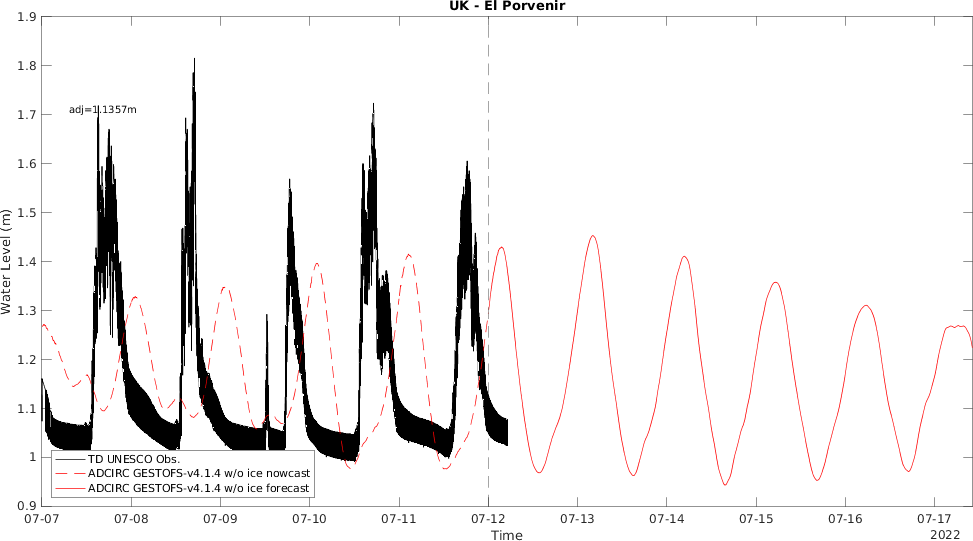 UK - El Porvenir
1.9
1.8
1.7
1.6
1.5
1.4
1.3
1.2
1.1
1
0.9
Water Level (m)
adj=1.1357m
TD UNESCO Obs.
ADCIRC GESTOFS-v4.1.4 w/o ice nowcast
ADCIRC GESTOFS-v4.1.4 w/o ice forecast
07-07 07-08 07-09 07-10 07-11 07-12 07-13 07-14 07-15 07-16 07-17
Time
2022